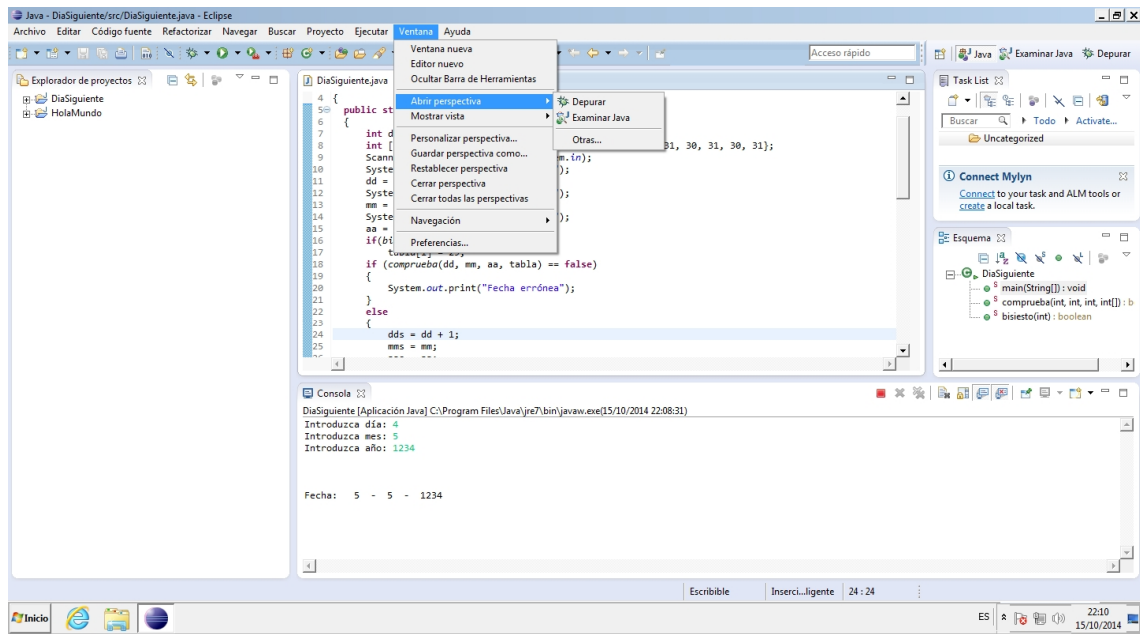 Java - DiaSiguiente/src/DiaSiguiente.java - Eclipse
Archivo Editar Código fuente Refactorizar Navegar Buscar Proyecto Ejecutar Ventana Ayuda
Acceso rápido
Java
Examinar Java
Depurar
Ventana nueva
Editor nuevo
Ocultar Barra de Herramientas
Abrir perspectiva
Mostrar vista
Personalizar perspectiva...
Guardar perspectiva como...
Restablecer perspectiva
Cerrar perspectiva
Cerrar todas las perspectivas
Navegación
Preferencias...
Depurar
Examinar Java
Otras...
Explorador de proyectos
DiaSiguiente
HolaMundo
DiaSiguiente.java
4 {
5 public st
6 {
7 int d
8 int [ 31, 30, 31, 30, 31};
9 Scann m.in);
10 Syste );
11 dd =
12 Syste );
13 mm =
14 Syste );
15 aa =
16 if(bi
17
18 if (comprueba(dd, mm, aa, tabla) == false)
19 {
20 System.out.print("Fecha errónea");
21 }
22 else
23 {
24 dds = dd + 1;
25 mms = mm;
Task List
Buscar
Todo
Activate...
Uncategorized
Connect Mylyn
Connect to your task and ALM tools or
create a local task.
Esquema
DiaSiguiente
main(String[]) : void
comprueba(int, int, int, int[]) : b
bisiesto(int) : boolean
Consola
DiaSiguiente [Aplicación Java] C:\Program Files\Java\jre7\bin\javaw.exe(15/10/2014 22:08:31)
Introduzca día: 4
Introduzca mes: 5
Introduzca año: 1234
Fecha: 5 - 5 - 1234
Escribible
Inserci...ligente
24 : 24
Inicio
ES
22:10
15/10/2014